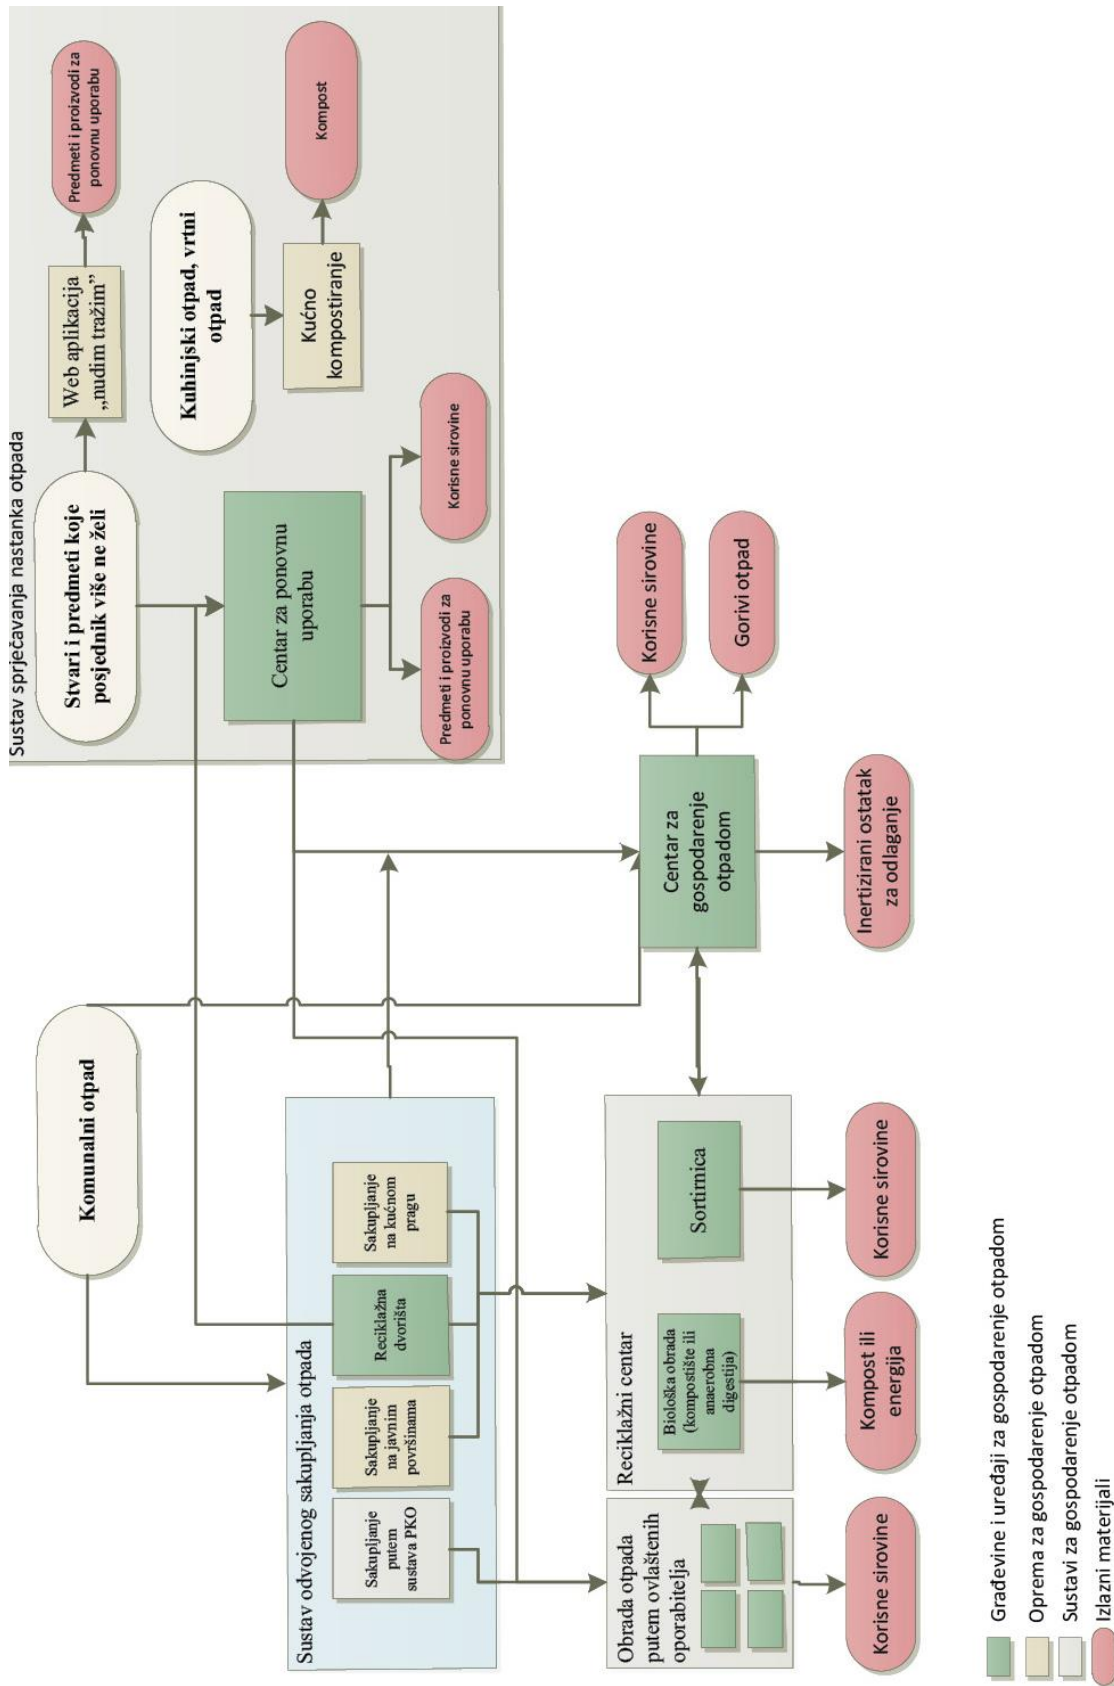 Komunalni otpad
Sustav sprječavanja nastanka otpada
Stvari i predmeti koje
posjednik više ne želi
Web aplikacija
„nudim tražim”
Predmeti i proizvodi za
ponovnu uporabu
Kuhinjski otpad, vrtni
otpad
Kućno
kompostiranje
Kompost
Centar za ponovnu
uporabu
Predmeti i proizvodi za
ponovnu uporabu
Korisne sirovine
Sustav odvojenog sakupljanja otpada
Sakupljanje
putem
sustava PKO
Sakupljanje
na javnim
površinama
Reciklažna
dvorišta
Sakupljanje
na kućnom
pragu
Obrada otpada
putem ovlaštenih
oporabitelja
Reciklažni centar
Biološka obrada
(kompostište ili
anaerobna
digestija)
Sortirnica
Centar za
gospodarenje
otpadom
Korisne sirovine
Gorivi otpad
Korisne sirovine
Kompost ili
energija
Korisne sirovine
Inertizirani ostatak
za odlaganje
Građevine i uređaji za gospodarenje otpadom
Oprema za gospodarenje otpadom
Sustavi za gospodarenje otpadom
Izlazni materijali